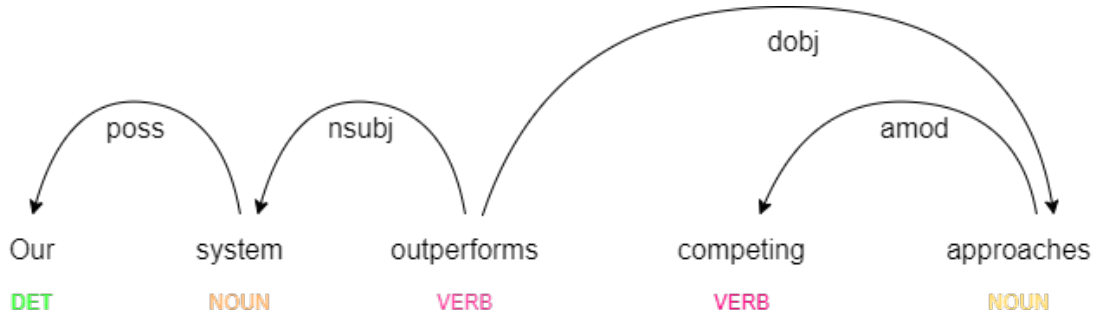 dobj
poss nsubj amod
Our system outperforms competing approaches
DET NOUN VERB VERB NOUN